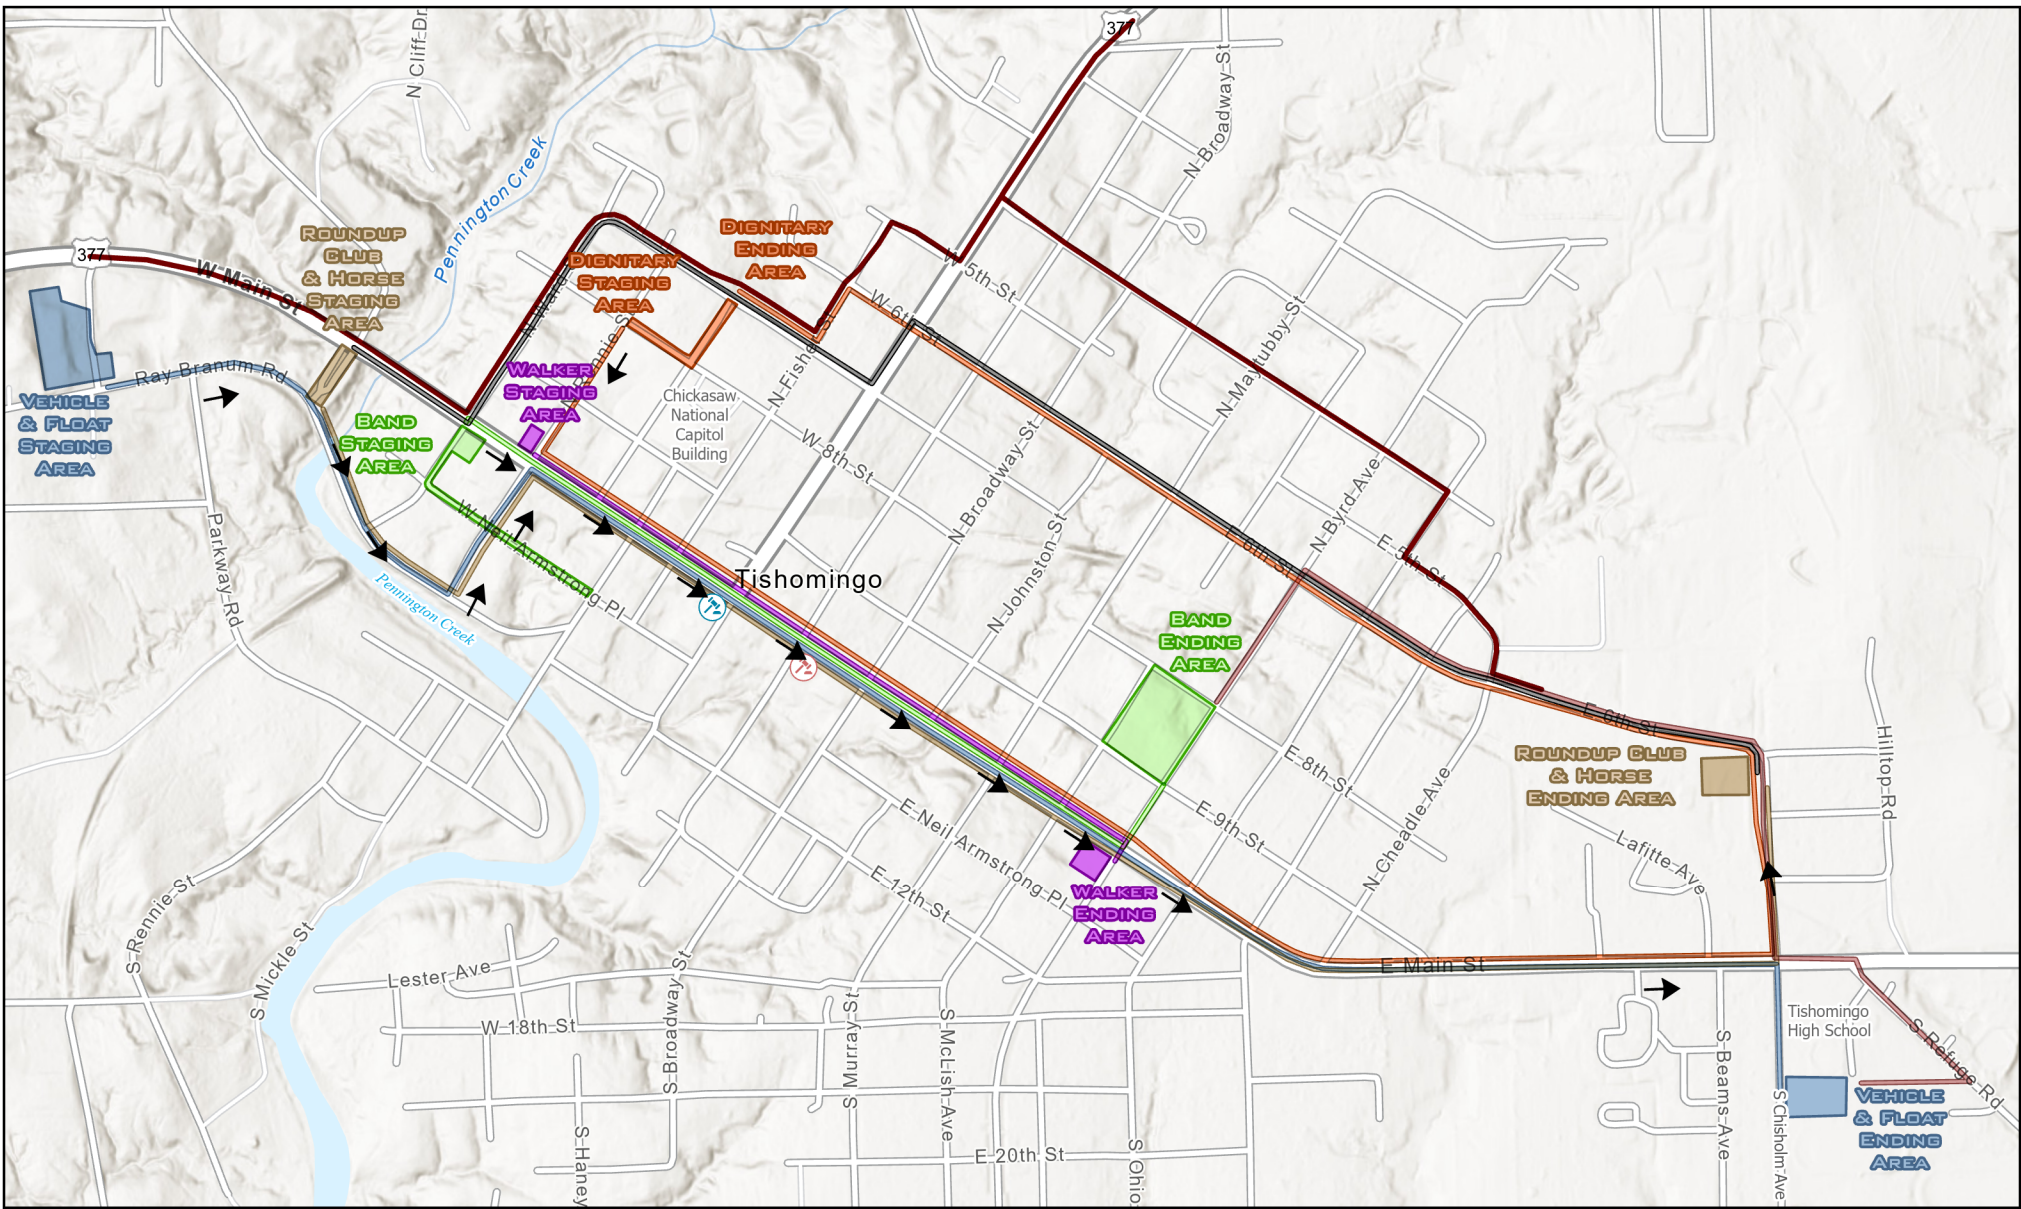 377
N Cliff Dr
N Broadway St
Pennington Creek
377
W Main St
ROUNDUP
CLUB
& HORSE
STAGING
AREA
DIGNITARY
ENDING
AREA
DIGNITARY
STAGING
AREA
W 5th St
W 6th St
N Maytubby St
Ray Branum Rd
WALKER
STAGING
AREA
Chickasaw
National
Capitol
Building
VEHICLE
& FLOAT
STAGING
AREA
BAND
STAGING
AREA
W 8th St
N Broadway St
N Byrd Ave
Parkway Rd
W Neil Armstrong Pl
N Johnston St
E 6th St
E 5th St
Tishomingo
Pennington Creek
BAND
ENDING
AREA
E 6th St
ROUNDUP CLUB
& HORSE
ENDING AREA
Hilltop Rd
E 8th St
E 9th St
N Cheadle Ave
Lafitte Ave
E Neil Armstrong Pl
E 12th St
WALKER
ENDING
AREA
S Rennie St
S Mickle St
Lester Ave
E Main St
W 18th St
S Broadway St
S Murray St
S McLish Ave
Tishomingo
High School
S Refuge Rd
S Beams Ave
S Chisholm Ave
VEHICLE
& FLOAT
ENDING
AREA
S Haney
E 20th St
S Ohio